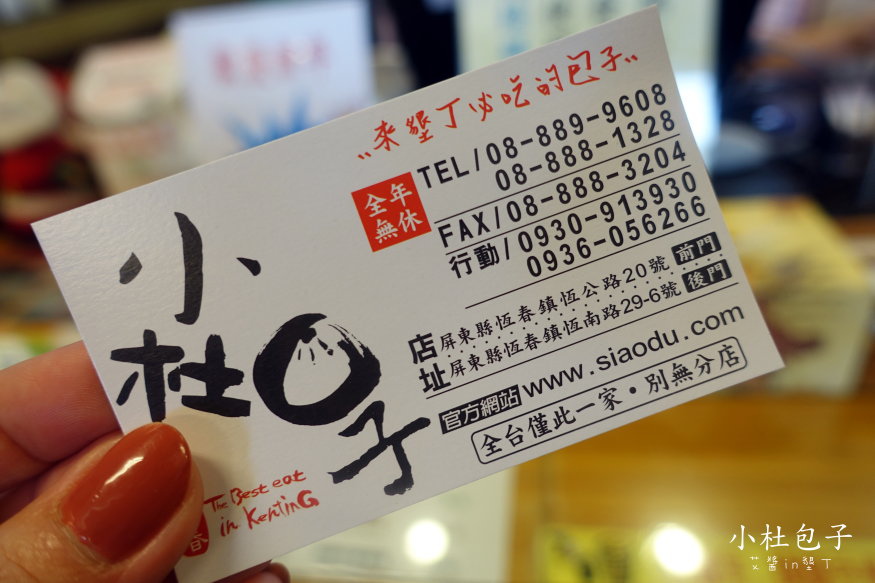 來墾丁必吃的包子
全年無休
TEL/08-889-9608
08-888-1328
FAX/08-888-3204
行動/0930-913930
0936-056266
店址
屏東縣恆春鎮恆公路20號 前門
屏東縣恆春鎮恆南路29-6號 後門
官方網站 www.siaodu.com
全台僅此一家・別無分店
小杜包子
The Best eat
in KentinG
小杜包子
艾醬in墾丁